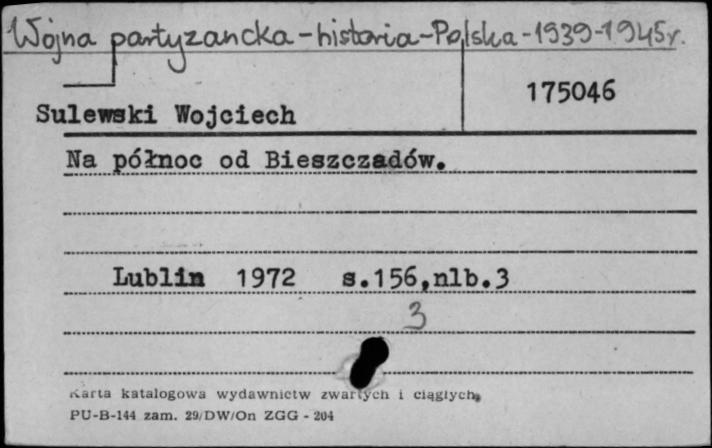 Wojna partyzancka - historia - Polska - 1939-1945r.
175046
Sulewski Wojciech
Na północ od Bieszczadów.
Lublin 1972 s.156,nlb.3
3
Karta katalogowa wydawnictw zwartych i ciągłych
PU-B-144 zam. 29/DW/On ZGG - 204